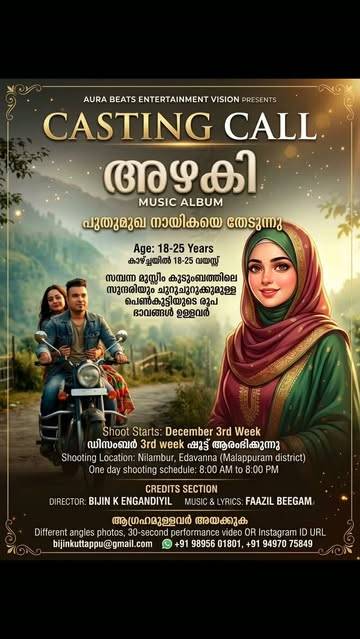 AURA BEATS ENTERTAINMENT VISION PRESENTS
CASTING CALL
അഴകി
MUSIC ALBUM
പുതുമുഖ നായികയെ തേടുന്നു
Age: 18-25 Years
കാഴ്ചയിൽ 18-25 വയസ്സ്
സമ്പന്ന മുസ്ലീം കുടുംബത്തിലെ
സുന്ദരിയും ചുറുചുറുക്കുമുള്ള
പെൺകുട്ടിയുടെ രൂപ
ഭാവങ്ങൾ ഉള്ളവർ
Shoot Starts: December 3rd Week
ഡിസംബർ 3rd week ഷൂട്ട് ആരംഭിക്കുന്നു
Shooting Location: Nilambur, Edavanna (Malappuram district)
One day shooting schedule: 8:00 AM to 8:00 PM
CREDITS SECTION
DIRECTOR: BIJIN K ENGANDIYIL MUSIC & LYRICS: FAAZIL BEEGAM
ആഗ്രഹമുള്ളവർ അയക്കുക
Different angles photos, 30-second performance video OR Instagram ID URL
bijinkuttappu@gmail.com +91 98956 01801, +91 94970 75849